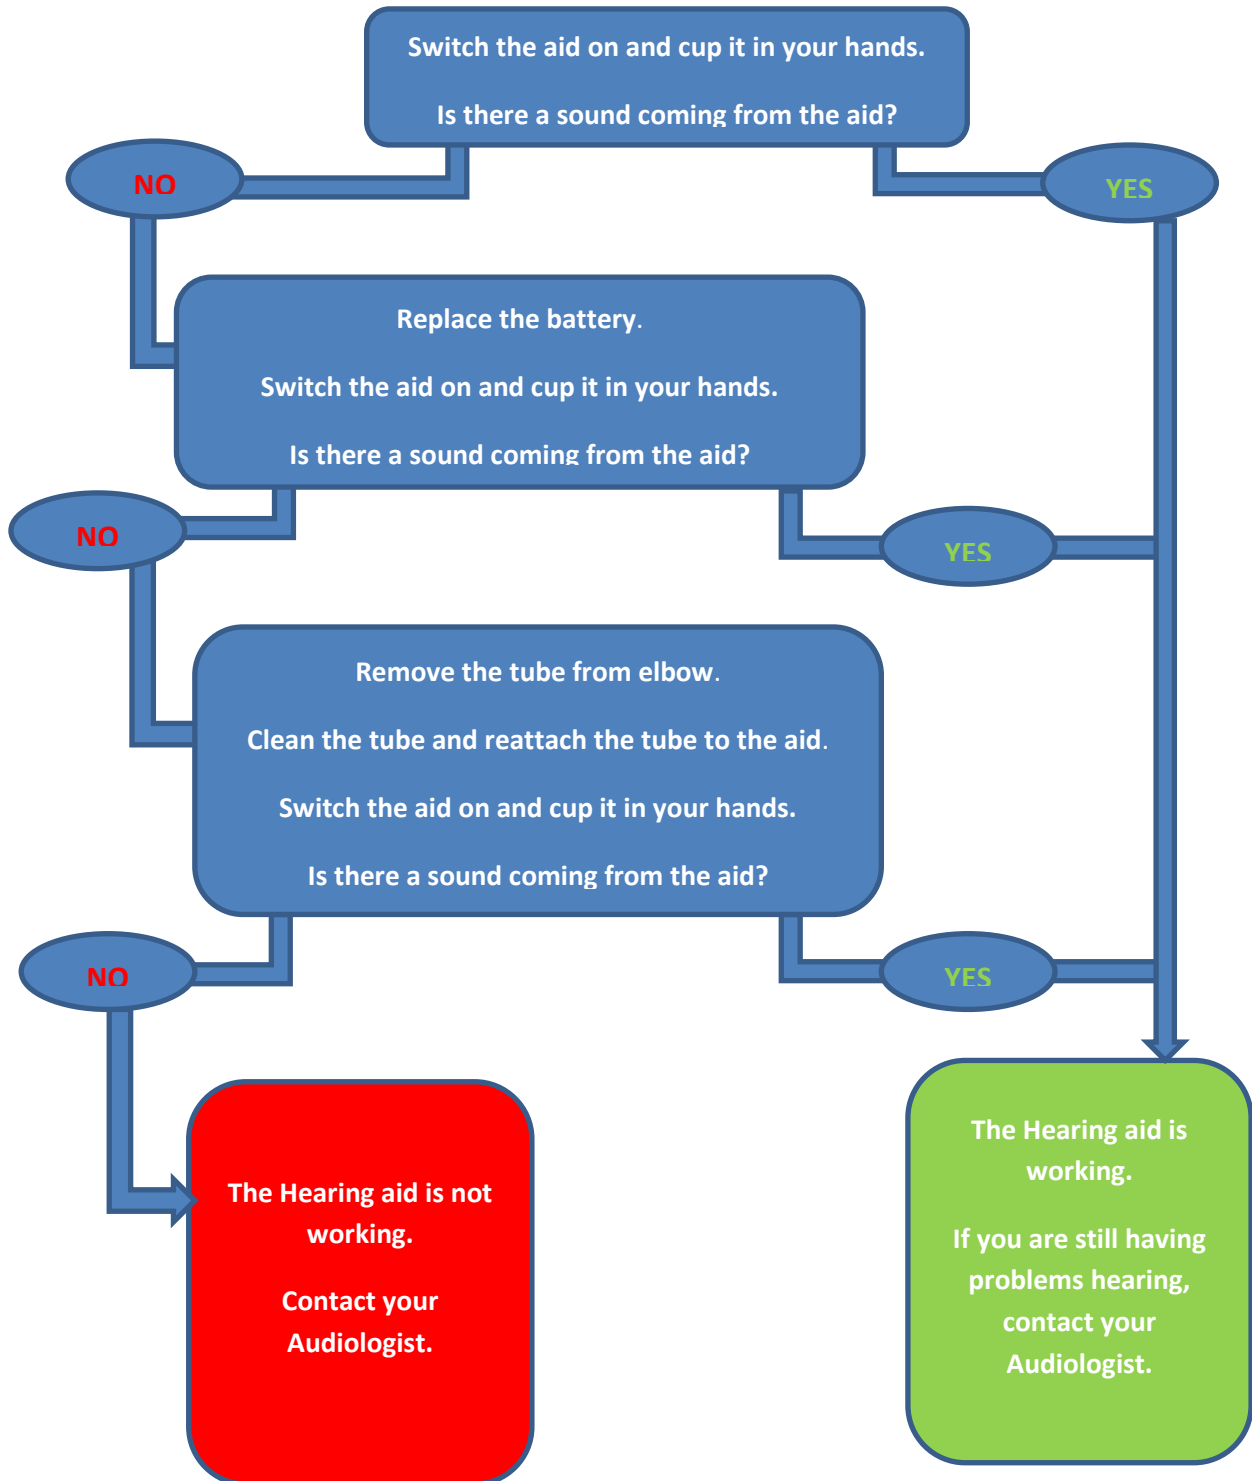 Switch the aid on and cup it in your hands.
Is there a sound coming from the aid?
NO
YES
Replace the battery.
Switch the aid on and cup it in your hands.
Is there a sound coming from the aid?
NO
YES
Remove the tube from elbow.
Clean the tube and reattach the tube to the aid.
Switch the aid on and cup it in your hands.
Is there a sound coming from the aid?
NO
YES
The Hearing aid is not
working.
Contact your
Audiologist.
The Hearing aid is
working.
If you are still having
problems hearing,
contact your
Audiologist.